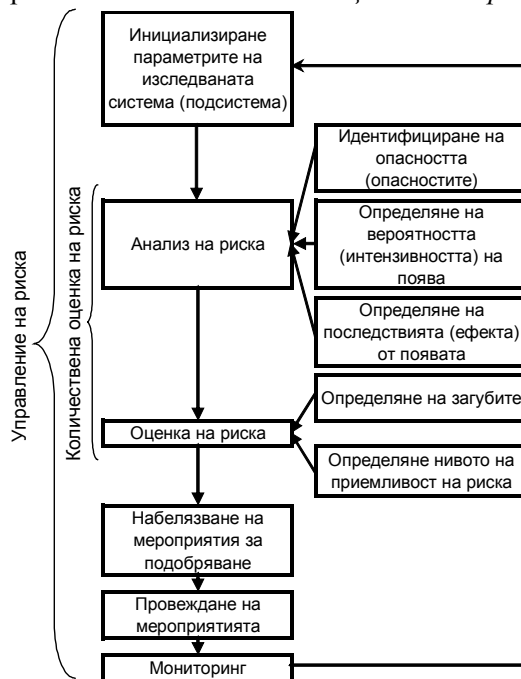 Инициализиране
параметрите на
изследваната
система (подсистема)
Идентифициране на
опасността
(опасностите)
Анализ на риска
Определяне на
вероятността
(интензивността) на
поява
Определяне на
последствията (ефекта)
от появата
Определяне на загубите
Оценка на риска
Определяне нивото на
приемливост на риска
Набелязване на
мероприятия за
подобряване
Провеждане на
мероприятията
Мониторинг
Количествена оценка на риска
Управление на риска